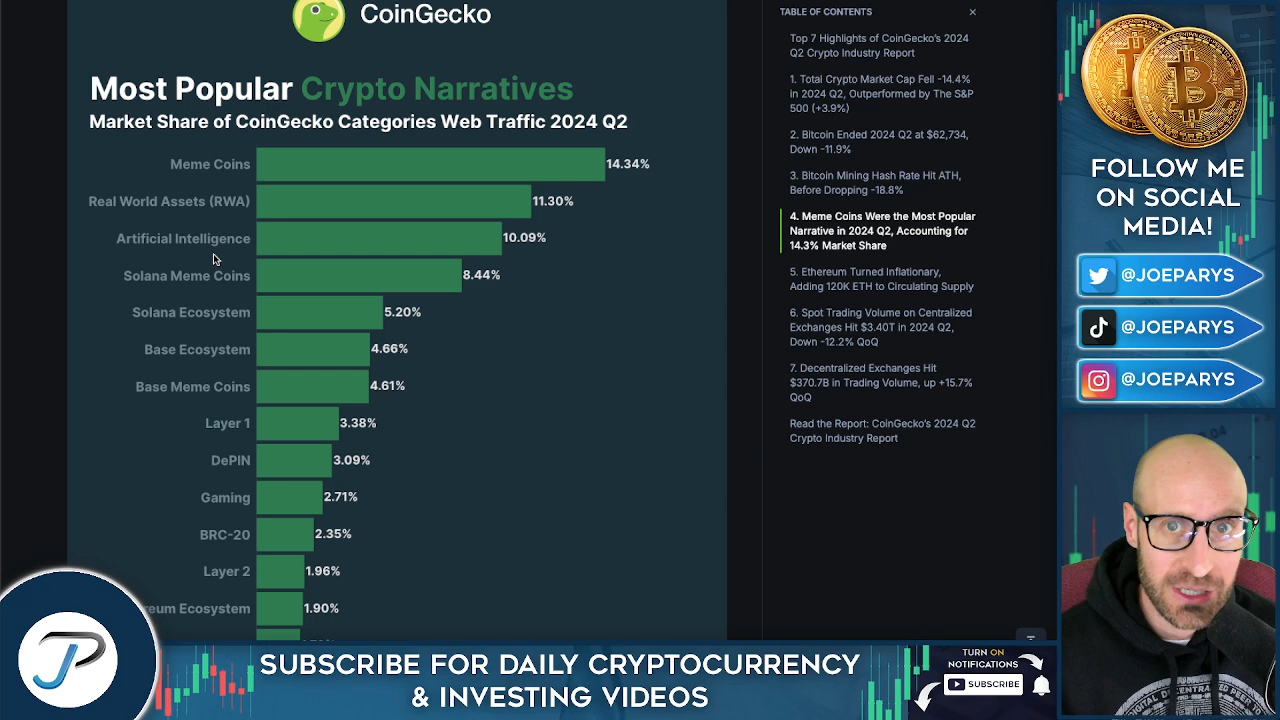 CoinGecko
Most Popular Crypto Narratives
Market Share of CoinGecko Categories Web Traffic 2024 Q2
Meme Coins 14.34%
Real World Assets (RWA) 11.30%
Artificial Intelligence 10.09%
Solana Meme Coins 8.44%
Solana Ecosystem 5.20%
Base Ecosystem 4.66%
Base Meme Coins 4.61%
Layer 1 3.38%
DePIN 3.09%
Gaming 2.71%
BRC-20 2.35%
Layer 2 1.96%
Ecosystem 1.90%
TABLE OF CONTENTS
Top 7 Highlights of CoinGecko's 2024
Q2 Crypto Industry Report
1. Total Crypto Market Cap Fell -14.4%
in 2024 Q2, Outperformed by The S&P
500 (+3.9%)
2. Bitcoin Ended 2024 Q2 at $62,734,
Down -11.9%
3. Bitcoin Mining Hash Rate Hit ATH,
Before Dropping -18.8%
4. Meme Coins Were the Most Popular
Narrative in 2024 Q2, Accounting for
14.3% Market Share
5. Ethereum Turned Inflationary,
Adding 120K ETH to Circulating Supply
6. Spot Trading Volume on Centralized
Exchanges Hit $3.40T in 2024 Q2,
Down -12.2% QoQ
7. Decentralized Exchanges Hit
$370.7B in Trading Volume, up +15.7%
QoQ
Read the Report: CoinGecko's 2024 Q2
Crypto Industry Report
FOLLOW ME
ON SOCIAL
MEDIA!
@JOEPARYS
@JOEPARYS
@JOEPARYS
JP
SUBSCRIBE FOR DAILY CRYPTOCURRENCY
& INVESTING VIDEOS
TURN ON
NOTIFICATIONS
SUBSCRIBE